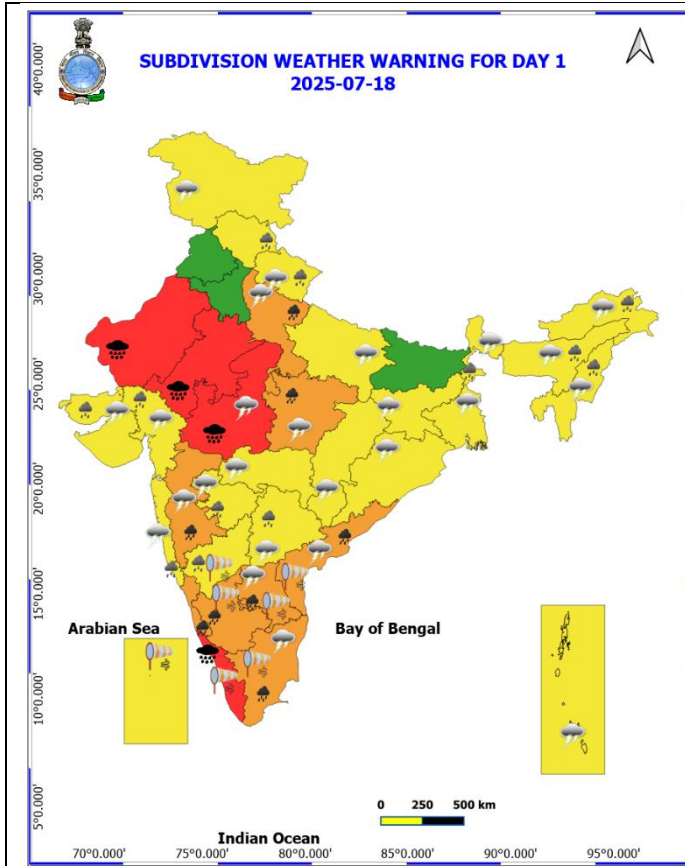 SUBDIVISION WEATHER WARNING FOR DAY 1
2025-07-18
40°0.000'
35°0.000'
30°0.000'
25°0.000'
20°0.000'
15°0.000'
10°0.000'
5°0.000'
Arabian Sea
Bay of Bengal
0 250 500 km
Indian Ocean
70°0.000' 75°0.000' 80°0.000' 85°0.000' 90°0.000' 95°0.000'